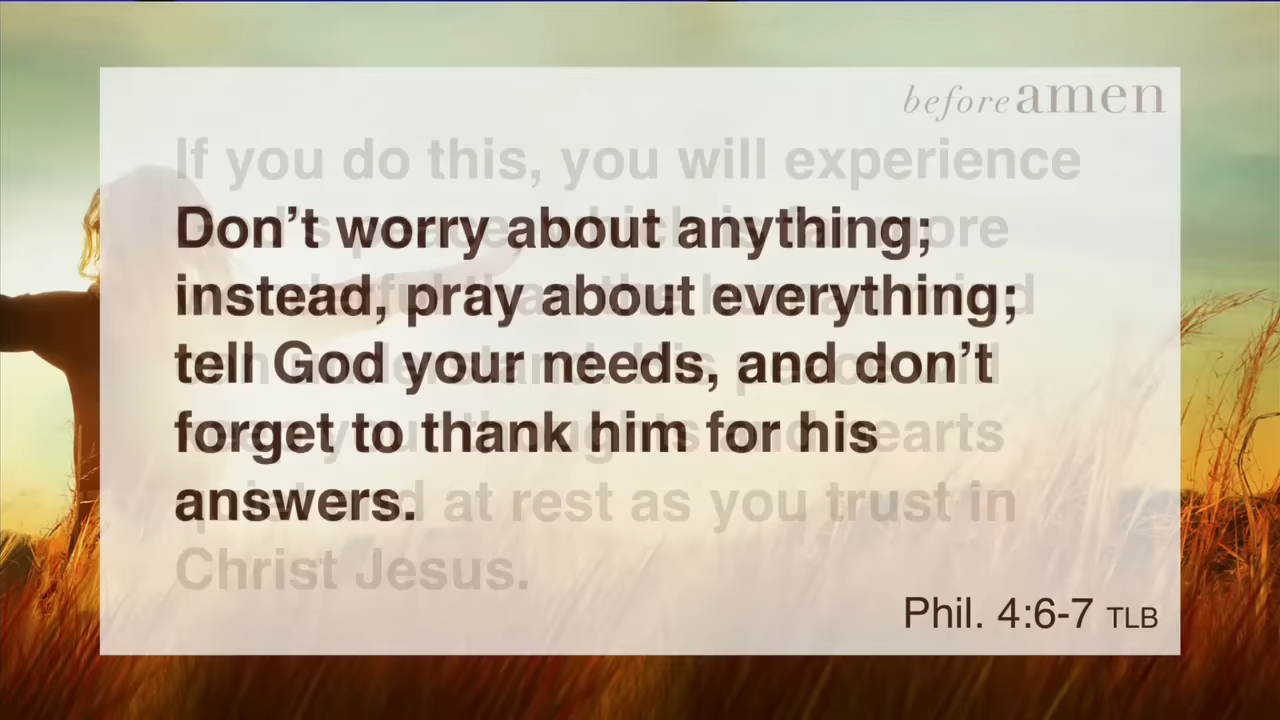 before amen
If you do this, you will experience
Don't worry about anything;
instead, pray about everything;
tell God your needs, and don't
forget to thank him for his
answers.
at rest as you trust in
Christ Jesus.
Phil. 4:6-7 TLB